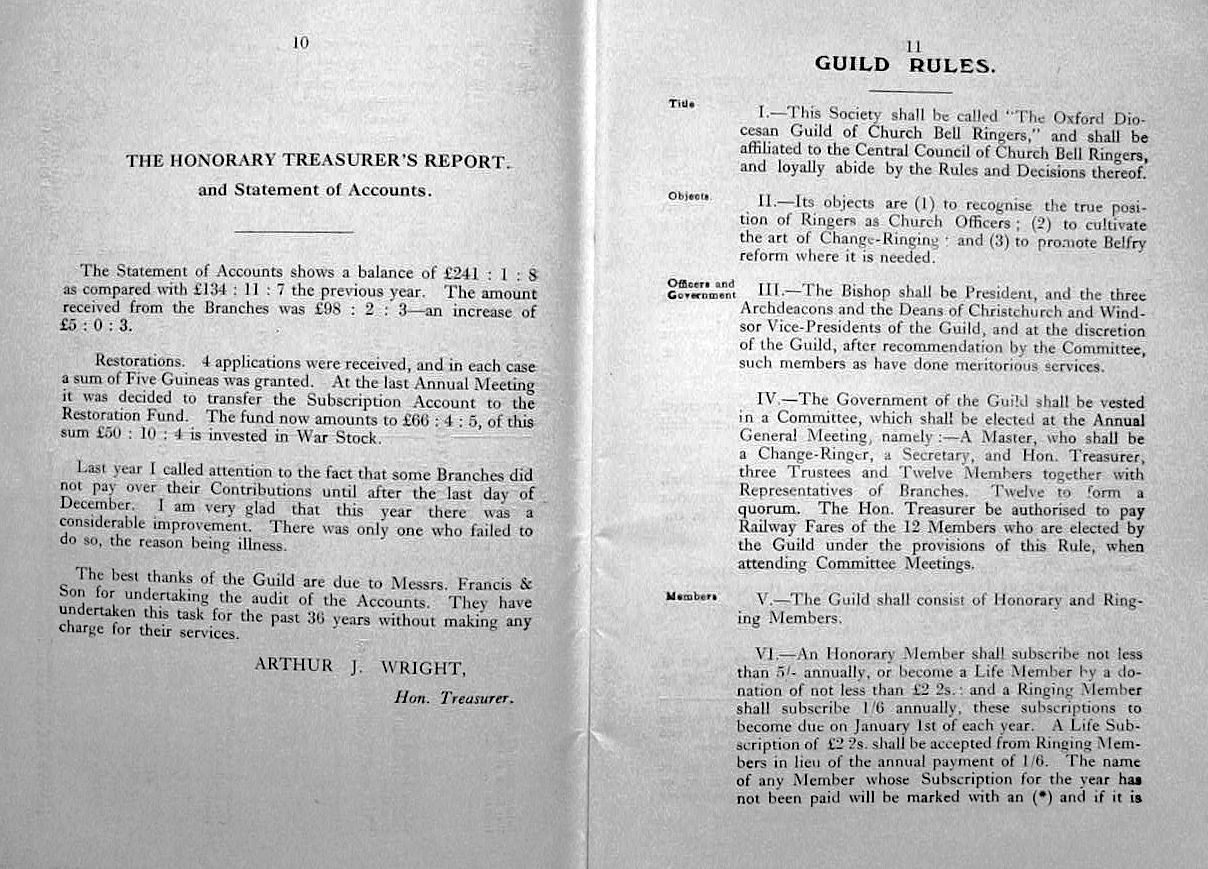 10
THE HONORARY TREASURER'S REPORT.
and Statement of Accounts.
The Statement of Accounts shows a balance of £241 : 1 : 8
as compared with £134 : 11 : 7 the previous year. The amount
received from the Branches was £98 : 2 : 3—an increase of
£5 : 0 : 3.
Restorations. 4 applications were received, and in each case
a sum of Five Guineas was granted. At the last Annual Meeting
it was decided to transfer the Subscription Account to the
Restoration Fund. The fund now amounts to £66 : 4 : 5, of this
sum £50 : 10 : 4 is invested in War Stock.
Last year I called attention to the fact that some Branches did
not pay over their Contributions until after the last day of
December. I am very glad that this year there was a
considerable improvement. There was only one who failed to
do so, the reason being illness.
The best thanks of the Guild are due to Messrs. Francis &
Son for undertaking the audit of the Accounts. They have
undertaken this task for the past 36 years without making any
charge for their services.
ARTHUR J. WRIGHT,
Hon. Treasurer.
11
GUILD RULES.
Title
I.—This Society shall be called "The Oxford Dio-
cesan Guild of Church Bell Ringers," and shall be
affiliated to the Central Council of Church Bell Ringers,
and loyally abide by the Rules and Decisions thereof.
Objects.
II.—Its objects are (1) to recognise the true posi-
tion of Ringers as Church Officers ; (2) to cultivate
the art of Change-Ringing : and (3) to promote Belfry
reform where it is needed.
Officers and
Government
III.—The Bishop shall be President, and the three
Archdeacons and the Deans of Christchurch and Wind-
sor Vice-Presidents of the Guild, and at the discretion
of the Guild, after recommendation by the Committee,
such members as have done meritorious services.
IV.—The Government of the Guild shall be vested
in a Committee, which shall be elected at the Annual
General Meeting, namely :—A Master, who shall be
a Change-Ringer, a Secretary, and Hon. Treasurer,
three Trustees and Twelve Members together with
Representatives of Branches. Twelve to form a
quorum. The Hon. Treasurer be authorised to pay
Railway Fares of the 12 Members who are elected by
the Guild under the provisions of this Rule, when
attending Committee Meetings.
Members
V.—The Guild shall consist of Honorary and Ring-
ing Members.
VI.—An Honorary Member shall subscribe not less
than 5/- annually, or become a Life Member by a do-
nation of not less than £2 2s. : and a Ringing Member
shall subscribe 1/6 annually, these subscriptions to
become due on January 1st of each year. A Life Sub-
scription of £2 2s. shall be accepted from Ringing Mem-
bers in lieu of the annual payment of 1/6. The name
of any Member whose Subscription for the year has
not been paid will be marked with an (*) and if it is